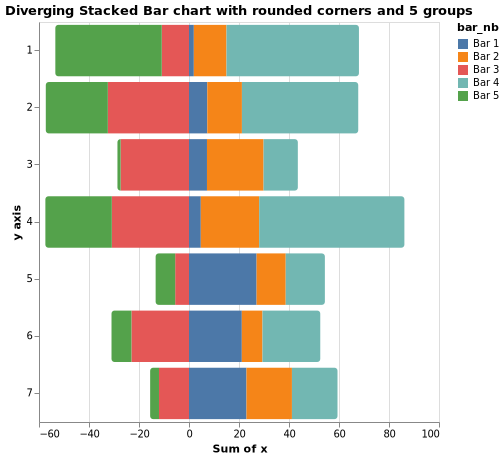 Diverging Stacked Bar chart with rounded corners and 5 groups
bar_nb
Bar 1
Bar 2
Bar 3
Bar 4
Bar 5
y axis
1
2
3
4
5
6
7
−60 −40 −20 0 20 40 60 80 100
Sum of x